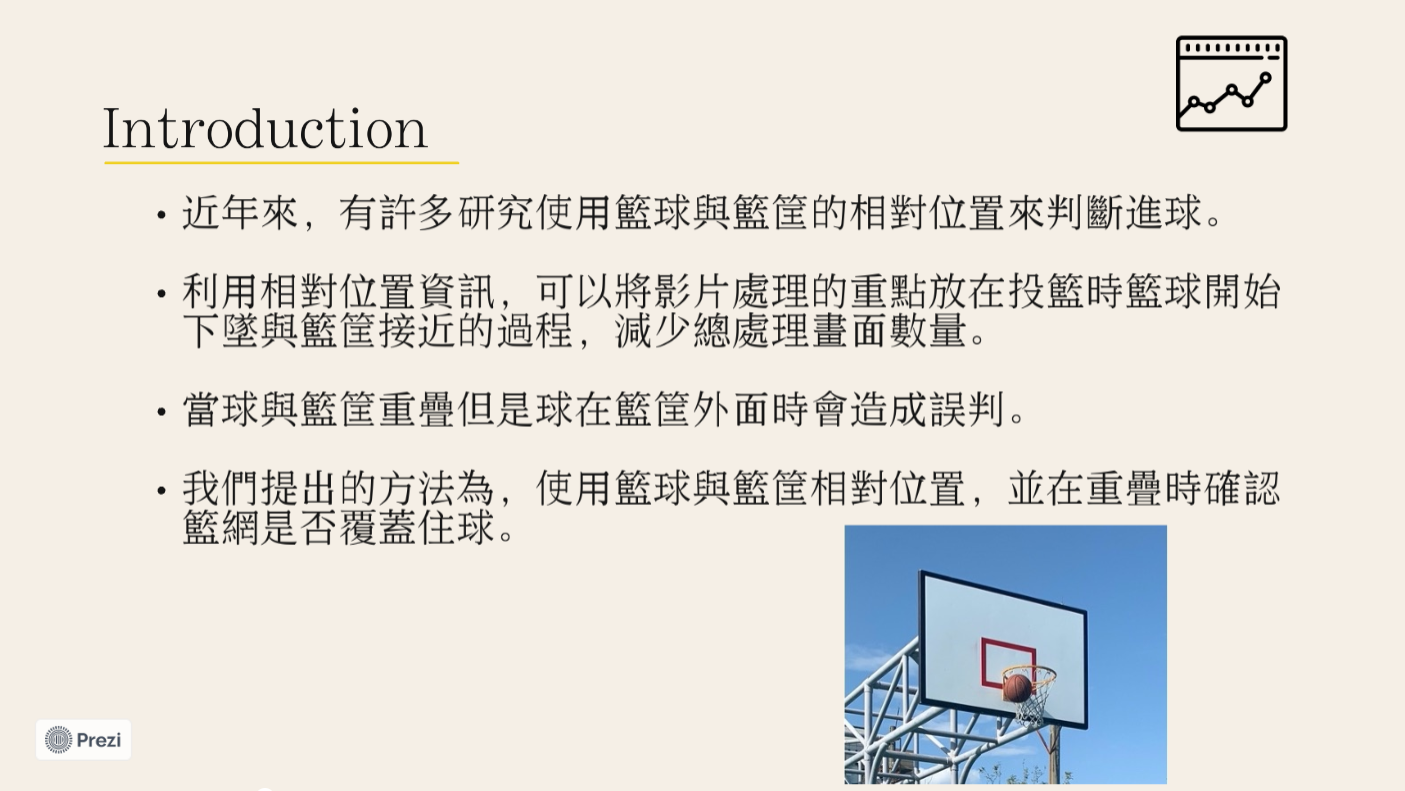 Introduction
• 近年來，有許多研究使用籃球與籃筐的相對位置來判斷進球。
• 利用相對位置資訊，可以將影片處理的重點放在投籃時籃球開始
下墜與籃筐接近的過程，減少總處理畫面數量。
• 當球與籃筐重疊但是球在籃筐外面時會造成誤判。
• 我們提出的方法為，使用籃球與籃筐相對位置，並在重疊時確認
籃網是否覆蓋住球。
Prezi